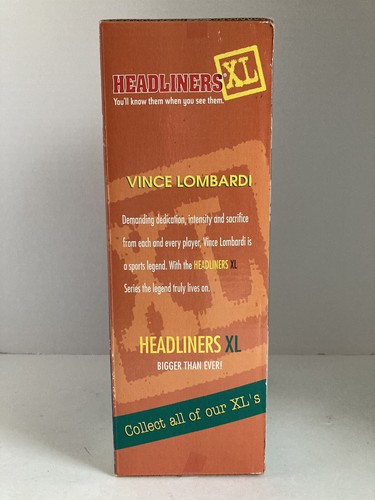 HEADLINERS XL
You'll know them when you see them.
VINCE LOMBARDI
Demanding dedication, intensity and sacrifice
from each and every player, Vince Lombardi is
a sports legend. With the HEADLINERS XL
Series the legend truly lives on.
HEADLINERS XL
BIGGER THAN EVER!
Collect all of our XL's